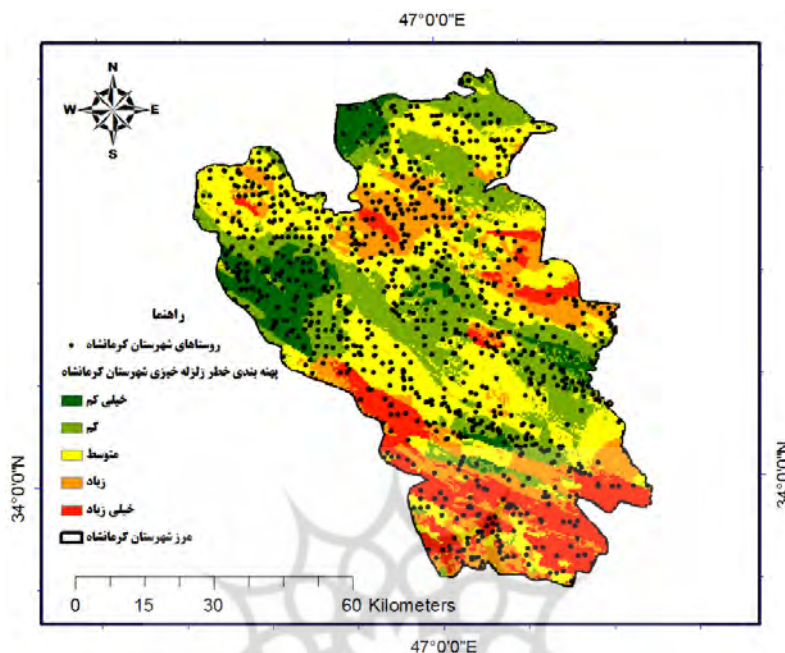 47°0'0"E
N
W E
S
راهنما
روستاهای شهرستان کرمانشاه
پهنه بندی خطر زلزله خیزی شهرستان کرمانشاه
خیلی کم
کم
متوسط
زیاد
خیلی زیاد
مرز شهرستان کرمانشاه
34°0'0"N
34°0'0"N
0 15 30 60 Kilometers
47°0'0"E